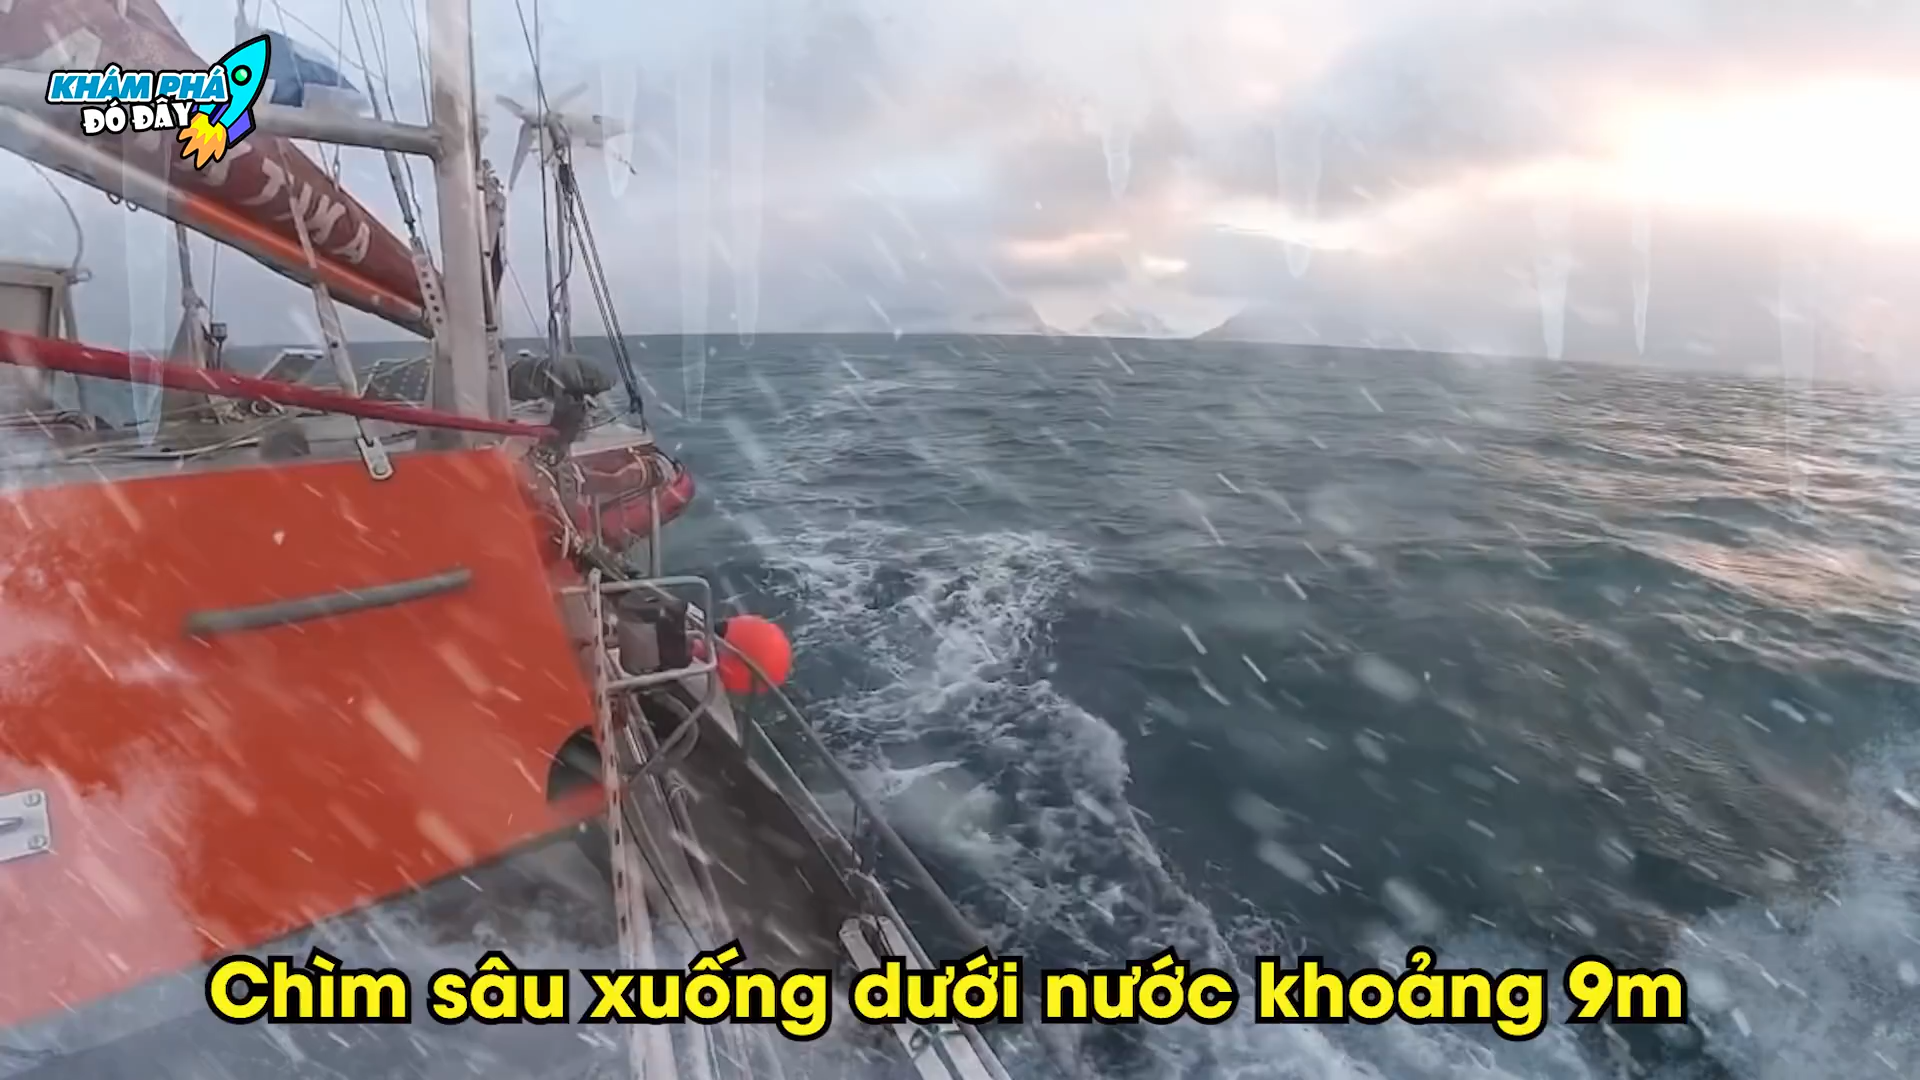 KHÁM PHÁ
ĐÓ ĐÂY
Chìm sâu xuống dưới nước khoảng 9m